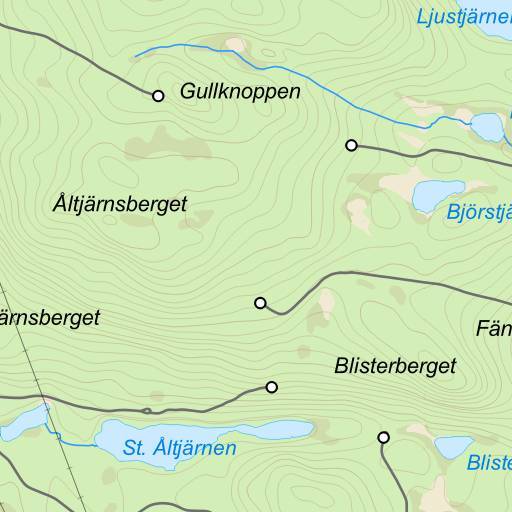 Ljustjärnen
Gullknoppen
Åltjärnsberget
Björstjä
ärnsberget
Fän
Blisterberget
St. Åltjärnen
Bliste